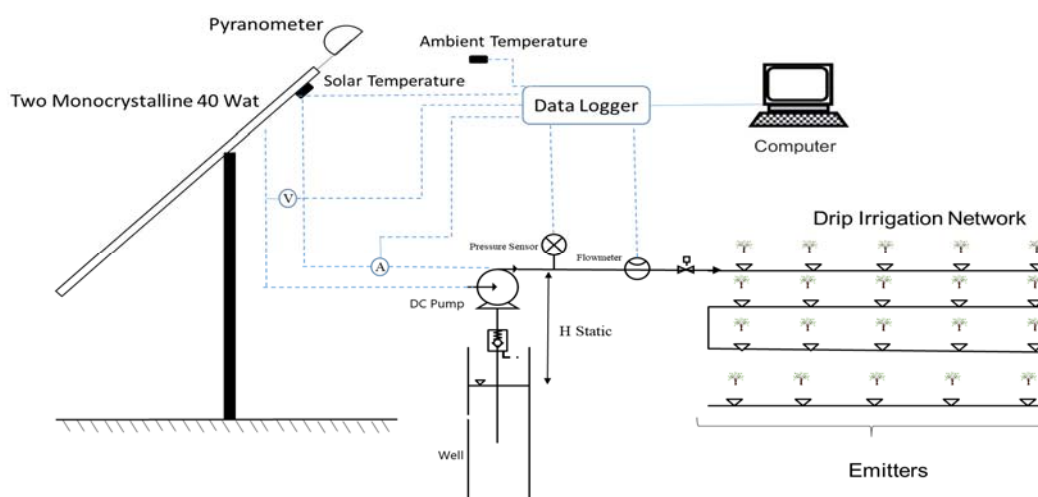 Pyranometer
Ambient Temperature
Solar Temperature
Two Monocrystalline 40 Wat
Data Logger
Computer
V
Drip Irrigation Network
Pressure Sensor
Flowmeter
A
DC Pump
H Static
Well
Emitters